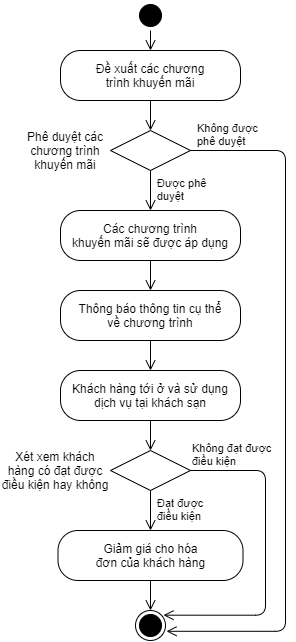 Đề xuất các chương
trình khuyến mãi
Phê duyệt các
chương trình
khuyến mãi
Không được
phê duyệt
Được phê
duyệt
Các chương trình
khuyến mãi sẽ được áp dụng
Thông báo thông tin cụ thể
về chương trình
Khách hàng tới ở và sử dụng
dịch vụ tại khách sạn
Xét xem khách
hàng có đạt được
điều kiện hay không
Không đạt được
điều kiện
Đạt được
điều kiện
Giảm giá cho hóa
đơn của khách hàng